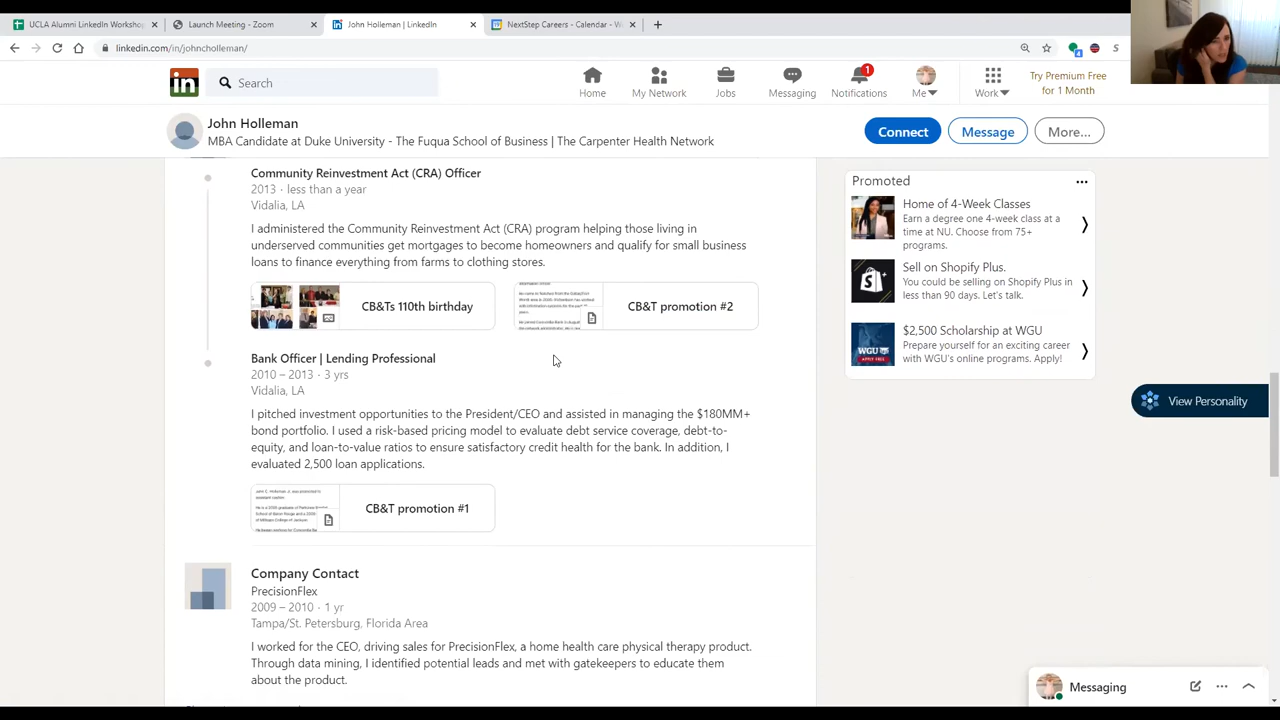 UCLA Alumni LinkedIn Worksho
Launch Meeting - Zoom
John Holleman | LinkedIn
NextStep Careers - Calendar - W
linkedin.com/in/johncholleman/
in
Search
Home
My Network
Jobs
Messaging
1
Notifications
Me
Work
Try Premium Free
for 1 Month
John Holleman
MBA Candidate at Duke University - The Fuqua School of Business | The Carpenter Health Network
Connect
Message
More...
Community Reinvestment Act (CRA) Officer
2013 · less than a year
Vidalia, LA
I administered the Community Reinvestment Act (CRA) program helping those living in
underserved communities get mortgages to become homeowners and qualify for small business
loans to finance everything from farms to clothing stores.
CB&Ts 110th birthday
CB&T promotion #2
Bank Officer | Lending Professional
2010 – 2013 · 3 yrs
Vidalia, LA
I pitched investment opportunities to the President/CEO and assisted in managing the $180MM+
bond portfolio. I used a risk-based pricing model to evaluate debt service coverage, debt-to-
equity, and loan-to-value ratios to ensure satisfactory credit health for the bank. In addition, I
evaluated 2,500 loan applications.
CB&T promotion #1
Company Contact
PrecisionFlex
2009 – 2010 · 1 yr
Tampa/St. Petersburg, Florida Area
I worked for the CEO, driving sales for PrecisionFlex, a home health care physical therapy product.
Through data mining, I identified potential leads and met with gatekeepers to educate them
about the product.
Promoted
Home of 4-Week Classes
Earn a degree one 4-week class at a
time at NU. Choose from 75+
programs.
Sell on Shopify Plus.
You could be selling on Shopify Plus in
less than 90 days. Let's talk.
$2,500 Scholarship at WGU
Prepare yourself for an exciting career
with WGU's online programs. Apply!
WGU
APPLY FREE
View Personality
Messaging